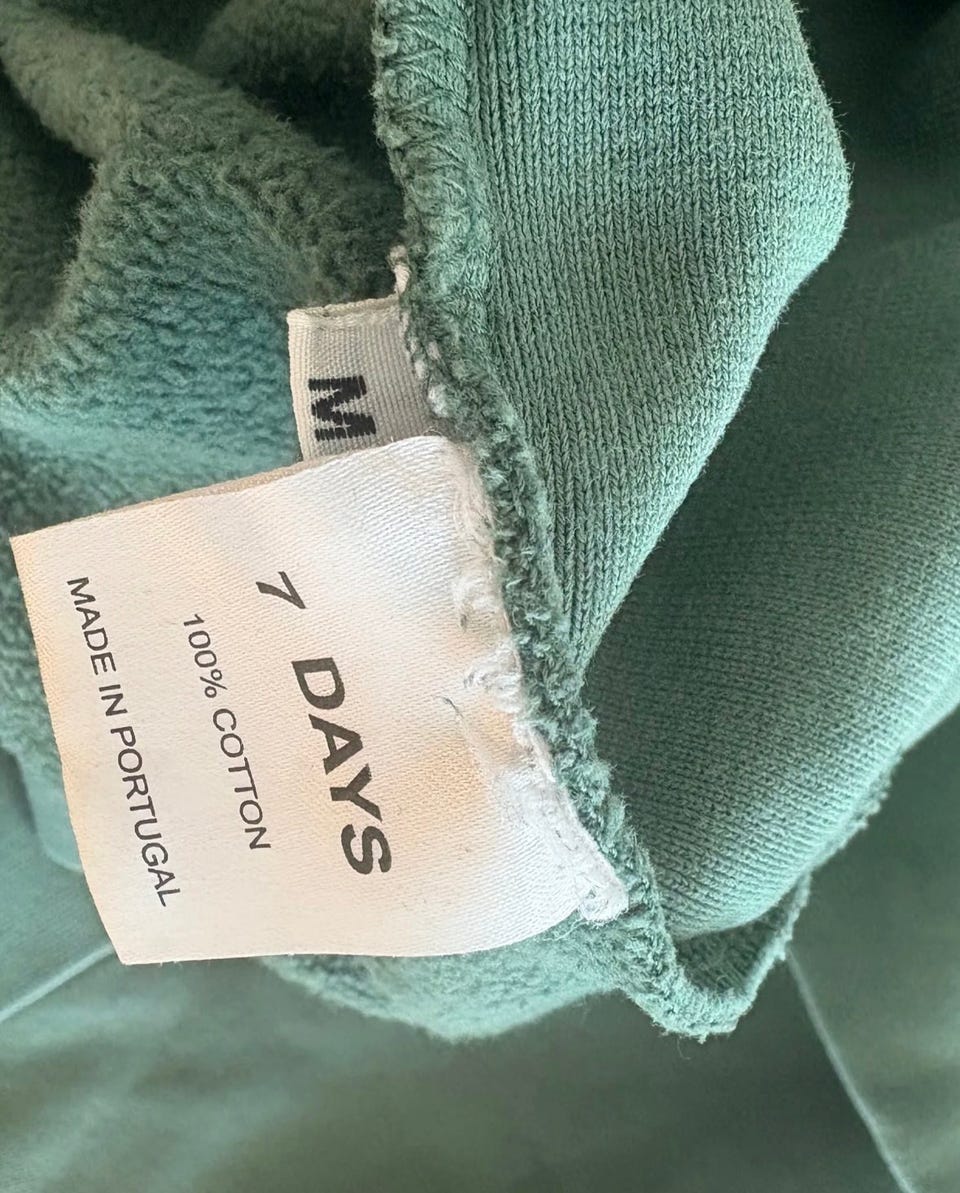 M
7 DAYS
100% COTTON
MADE IN PORTUGAL